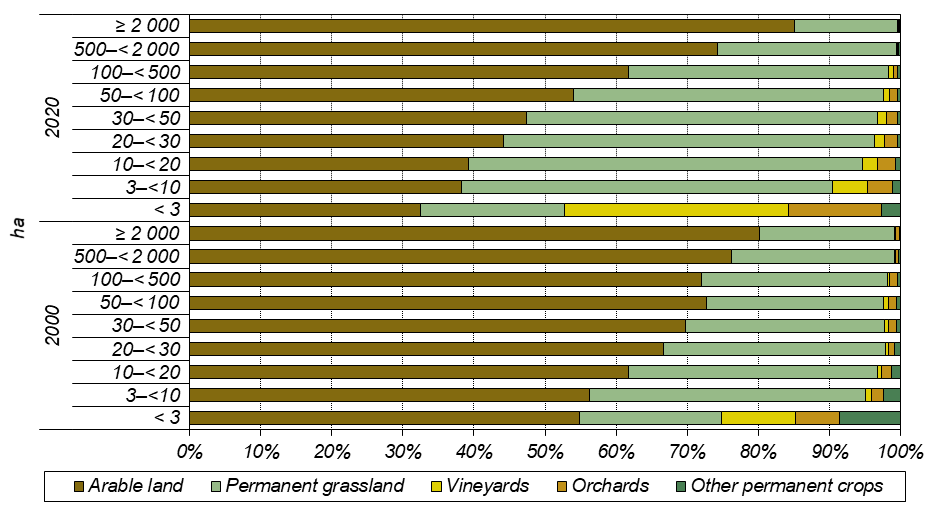 ≥ 2 000
500–< 2 000
100–< 500
50–< 100
30–< 50
20–< 30
10–< 20
3–<10
< 3
2020
≥ 2 000
500–< 2 000
100–< 500
50–< 100
30–< 50
20–< 30
10–< 20
3–<10
< 3
2000
ha
0% 10% 20% 30% 40% 50% 60% 70% 80% 90% 100%
Arable land Permanent grassland Vineyards Orchards Other permanent crops